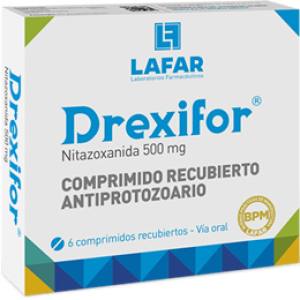 LAFAR
Laboratorios Farmacéuticos
Drexifor®
Nitazoxanida 500 mg
COMPRIMIDO RECUBIERTO
ANTIPROTOZOARIO
6 comprimidos recubiertos - Vía oral
BPM
LAFAR
Drexifor®
Nitazoxanida 500 mg